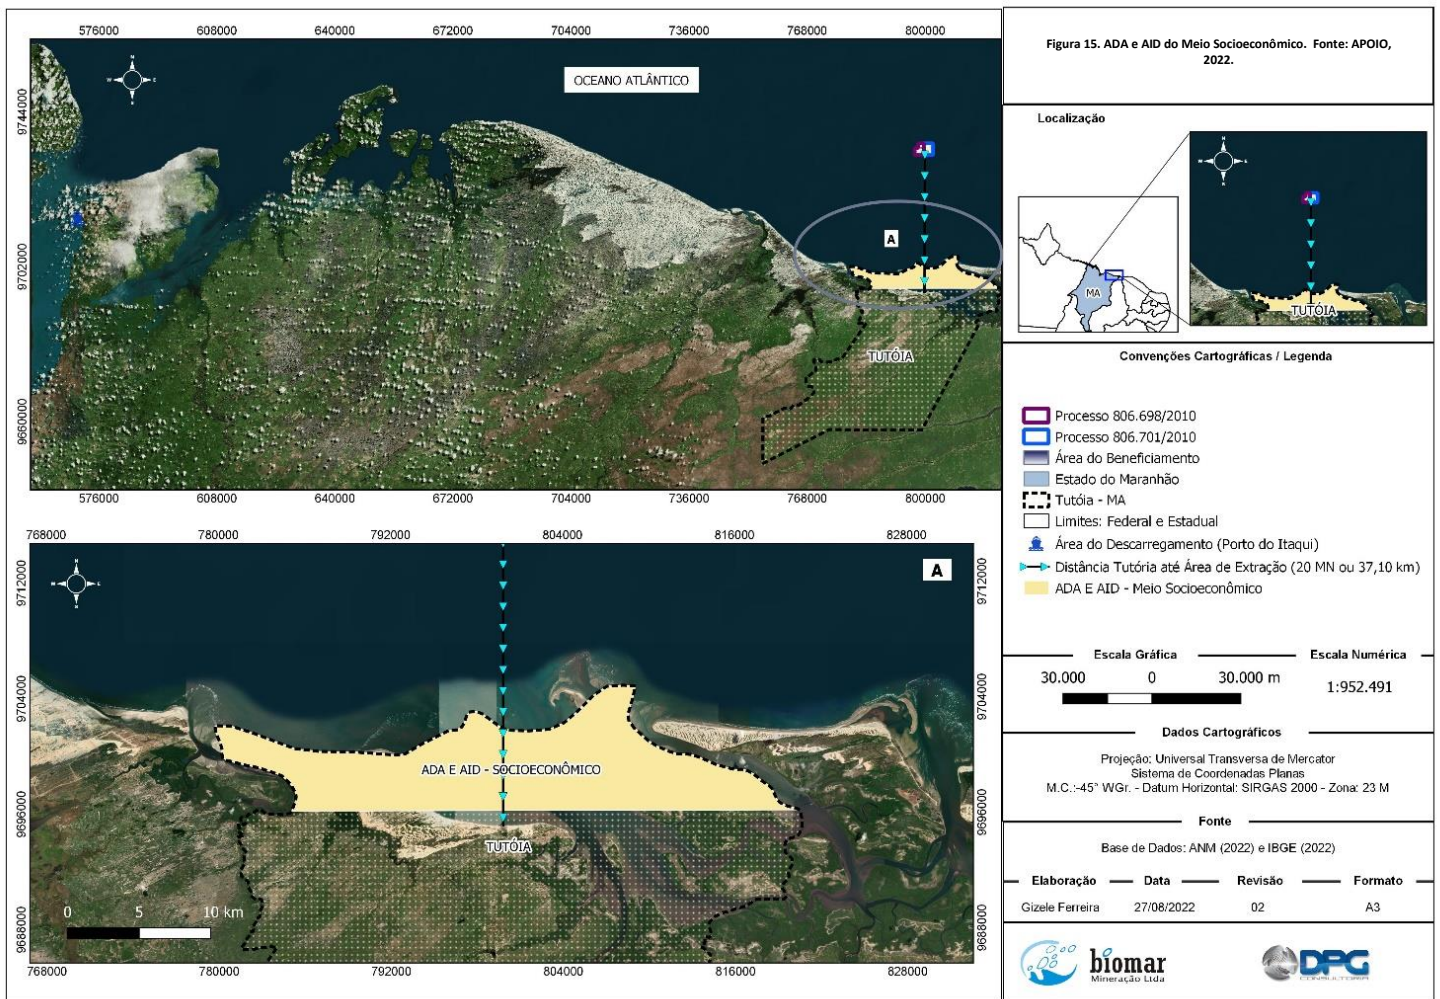 576000 608000 640000 672000 704000 736000 768000 800000
9744000
9702000
9660000
N
W E
OCEANO ATLÂNTICO
A
TUTÓIA
576000 608000 640000 672000 704000 736000 768000 800000
768000 780000 792000 804000 816000 828000
9712000
9704000
9696000
9688000
A
ADA E AID - SOCIOECONÔMICO
TUTÓIA
0 5 10 km
9712000
9704000
9696000
9688000
768000 780000 792000 804000 816000 828000
Figura 15. ADA e AID do Meio Socioeconômico. Fonte: APOIO,
2022.
Localização
MA
TUTÓIA
Convenções Cartográficas / Legenda
Processo 806.698/2010
Processo 806.701/2010
Área do Beneficiamento
Estado do Maranhão
Tutóia - MA
Limites: Federal e Estadual
Área do Descarregamento (Porto do Itaqui)
Distância Tutória até Área de Extração (20 MN ou 37,10 km)
ADA E AID - Meio Socioeconômico
Escala Gráfica Escala Numérica
30.000 0 30.000 m
1:952.491
Dados Cartográficos
Projeção: Universal Transversa de Mercator
Sistema de Coordenadas Planas
M.C.:-45° WGr. - Datum Horizontal: SIRGAS 2000 - Zona: 23 M
Fonte
Base de Dados: ANM (2022) e IBGE (2022)
Elaboração Data Revisão Formato
Gizele Ferreira 27/08/2022 02 A3
biomar
Mineração Ltda
DPG
CONSULTORIA